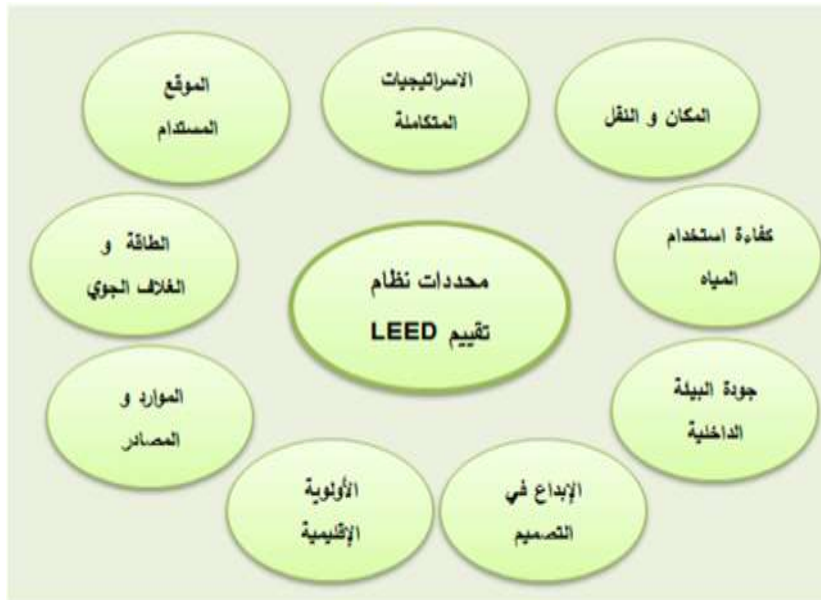 المكان و النقل
الاسراتيجيات
المتكاملة
الموقع
المستدام
كفاءة استخدام
المياه
محددات نظام
تقييم LEED
الطاقة و
الغلاف الجوي
جودة البيئة
الداخلية
الموارد و
المصادر
الإبداع في
التصميم
الأولوية
الإقليمية